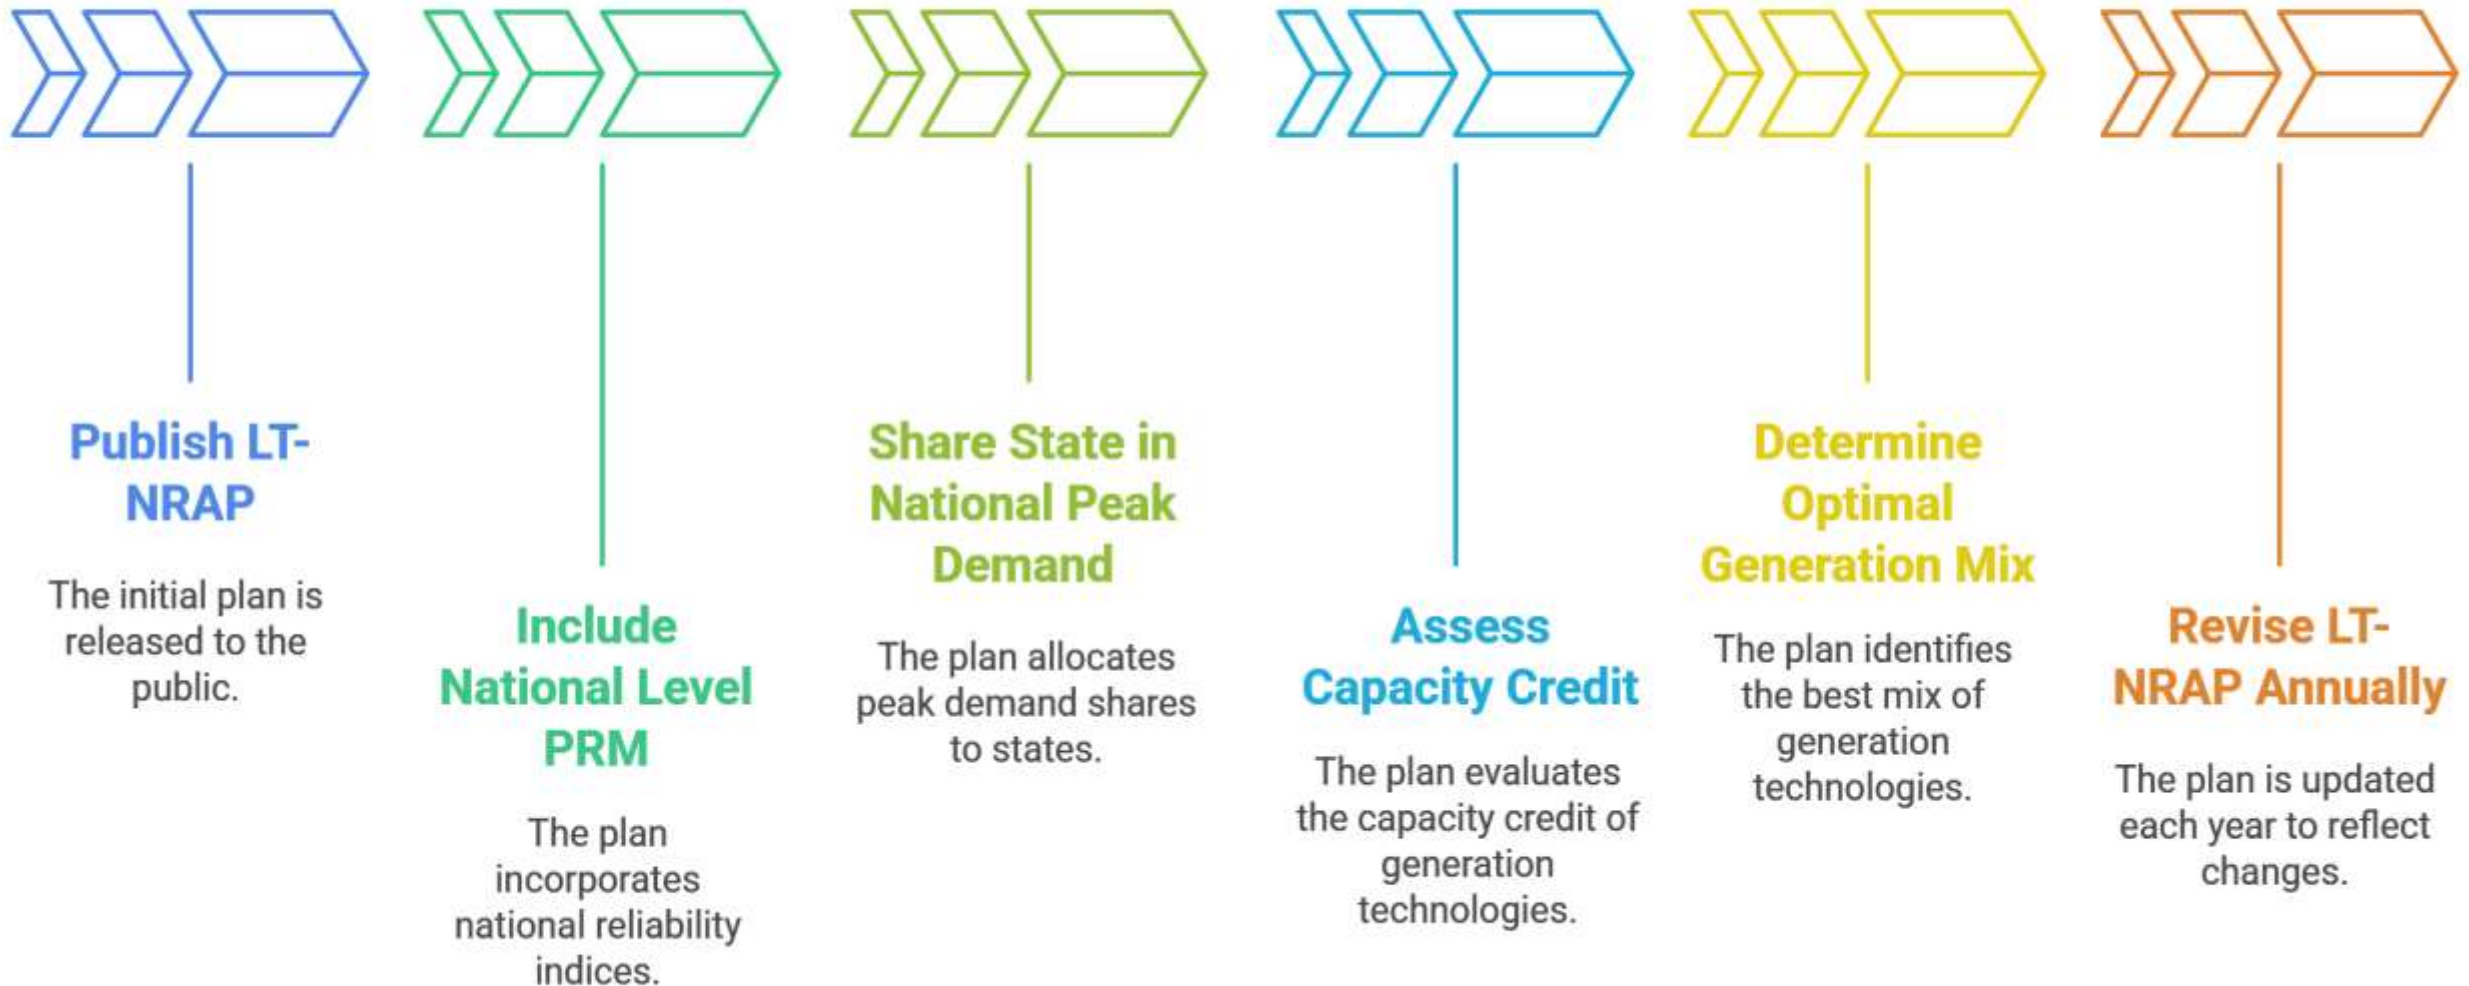 Publish LT-
NRAP
The initial plan is
released to the
public.
Include
National Level
PRM
The plan
incorporates
national reliability
indices.
Share State in
National Peak
Demand
The plan allocates
peak demand shares
to states.
Assess
Capacity Credit
The plan evaluates
the capacity credit of
generation
technologies.
Determine
Optimal
Generation Mix
The plan identifies
the best mix of
generation
technologies.
Revise LT-
NRAP Annually
The plan is updated
each year to reflect
changes.